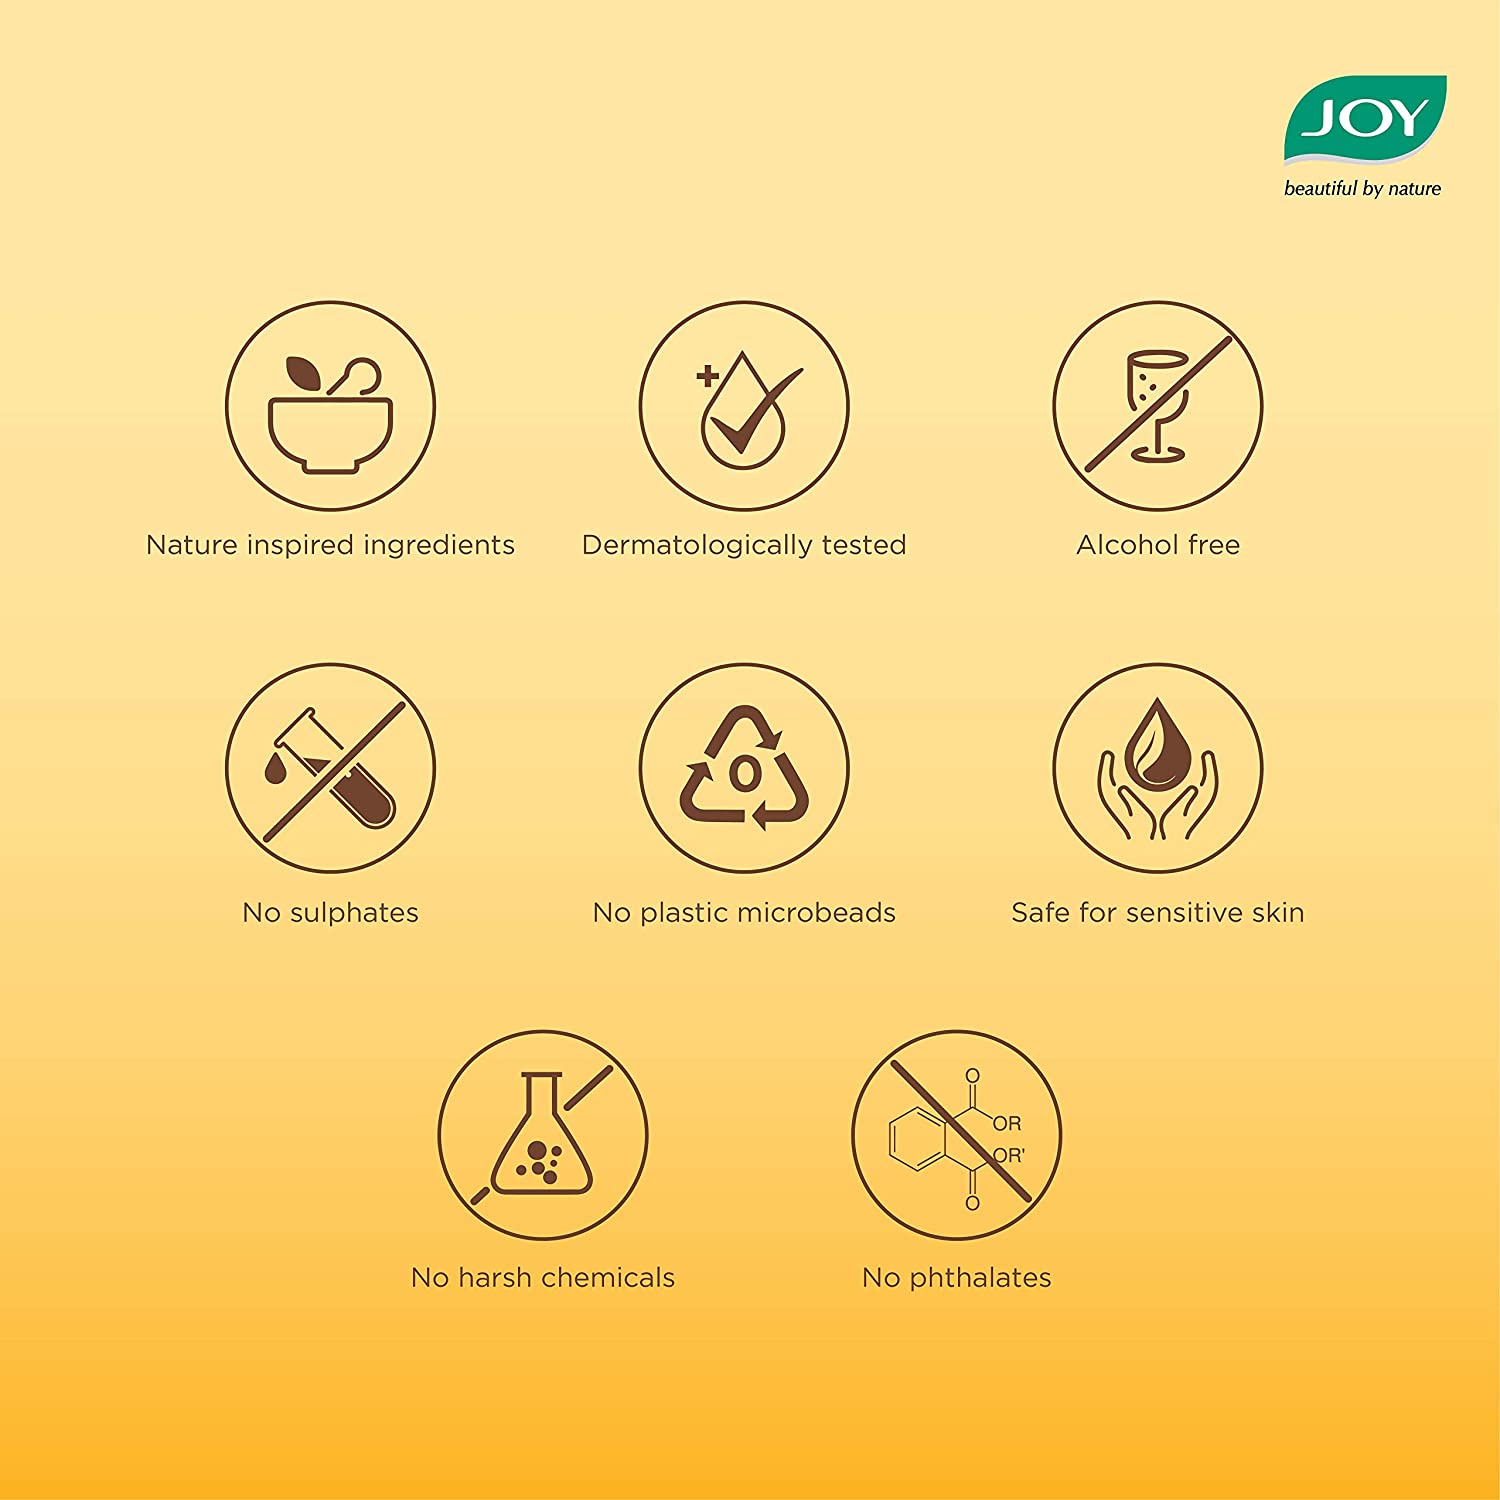 JOY
beautiful by nature
Nature inspired ingredients
Dermatologically tested
Alcohol free
No sulphates
0
No plastic microbeads
Safe for sensitive skin
O
OR
OR'
O
No harsh chemicals
No phthalates